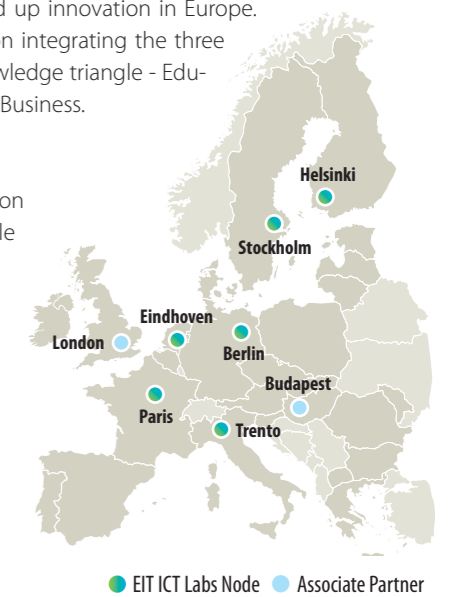 d up innovation in Europe.
on integrating the three
wledge triangle - Edu-
Business.
on
le
Helsinki
Stockholm
Eindhoven
London
Berlin
Budapest
Paris
Trento
EIT ICT Labs Node Associate Partner